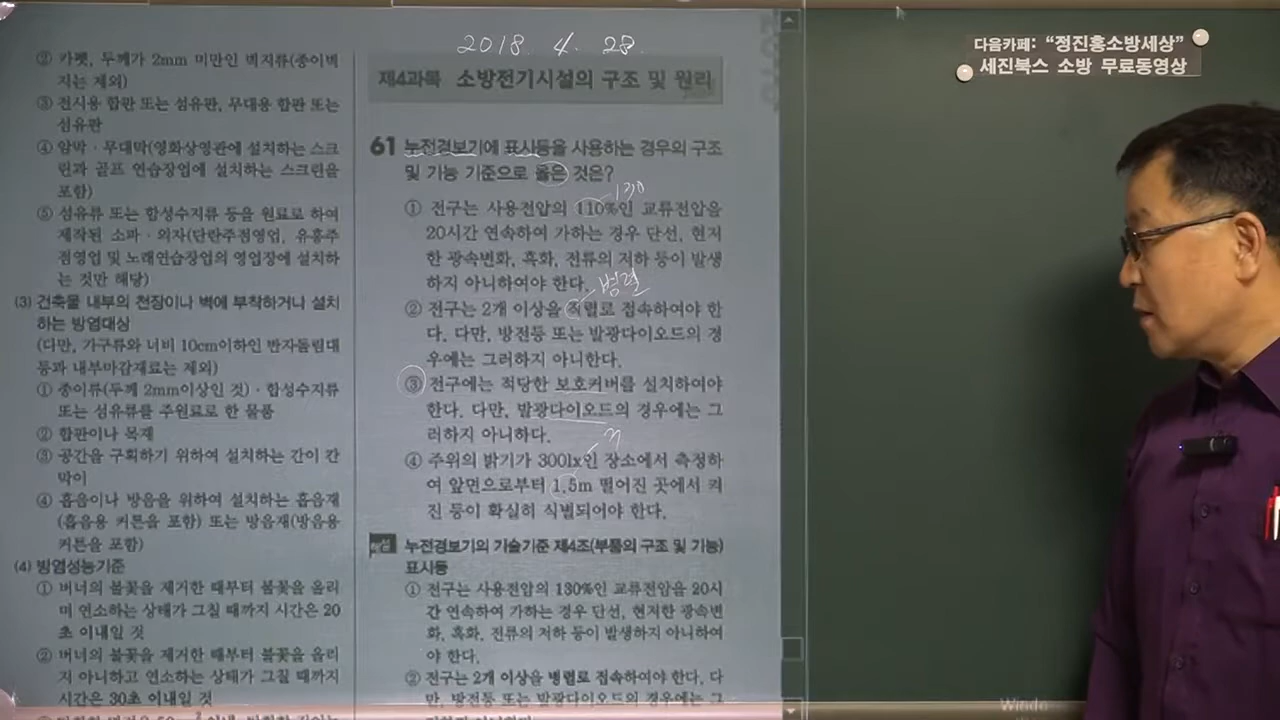 2018. 4. 28.
다음카페: “정진홍소방세상”
세진북스 소방 무료동영상
② 카펫, 두께가 2mm 미만인 벽지류(종이벽
지는 제외)
③ 전시용 합판 또는 섬유판, 무대용 합판 또는
섬유판
④ 암막·무대막(영화상영관에 설치하는 스크
린과 골프 연습장업에 설치하는 스크린을
포함)
⑤ 섬유류 또는 합성수지류 등을 원료로 하여
제작된 소파·의자(단란주점영업, 유흥주
점영업 및 노래연습장업의 영업장에 설치하
는 것만 해당)
(3) 건축물 내부의 천장이나 벽에 부착하거나 설치
하는 방염대상
(다만, 가구류와 너비 10cm이하인 반자돌림대
등과 내부마감재료는 제외)
① 종이류(두께 2mm이상인 것)·합성수지류
또는 섬유류를 주원료로 한 물품
② 합판이나 목재
③ 공간을 구획하기 위하여 설치하는 간이 칸
막이
④ 흡음이나 방음을 위하여 설치하는 흡음재
(흡음용 커튼을 포함) 또는 방음재(방음용
커튼을 포함)
(4) 방염성능기준
① 버너의 불꽃을 제거한 때부터 불꽃을 올리
며 연소하는 상태가 그칠 때까지 시간은 20
초 이내일 것
② 버너의 불꽃을 제거한 때부터 불꽃을 올리
지 아니하고 연소하는 상태가 그칠 때까지
시간은 30초 이내일 것
제4과목 소방전기시설의 구조 및 원리
61 누전경보기에 표시등을 사용하는 경우의 구조
및 기능 기준으로 옳은 것은?
130
① 전구는 사용전압의 110%인 교류전압을
20시간 연속하여 가하는 경우 단선, 현저
한 광속변화, 흑화, 전류의 저하 등이 발생
하지 아니하여야 한다.
병렬
② 전구는 2개 이상을 직렬로 접속하여야 한
다. 다만, 방전등 또는 발광다이오드의 경
우에는 그러하지 아니한다.
③ 전구에는 적당한 보호커버를 설치하여야
한다. 다만, 발광다이오드의 경우에는 그
러하지 아니하다.
3
④ 주위의 밝기가 300lx인 장소에서 측정하
여 앞면으로부터 1.5m 떨어진 곳에서 켜
진 등이 확실히 식별되어야 한다.
해설 누전경보기의 기술기준 제4조(부품의 구조 및 기능)
표시등
① 전구는 사용전압의 130%인 교류전압을 20시
간 연속하여 가하는 경우 단선, 현저한 광속변
화, 흑화, 전류의 저하 등이 발생하지 아니하여
야 한다.
② 전구는 2개 이상을 병렬로 접속하여야 한다. 다
만, 방전등 또는 발광다이오드의 경우에는 그